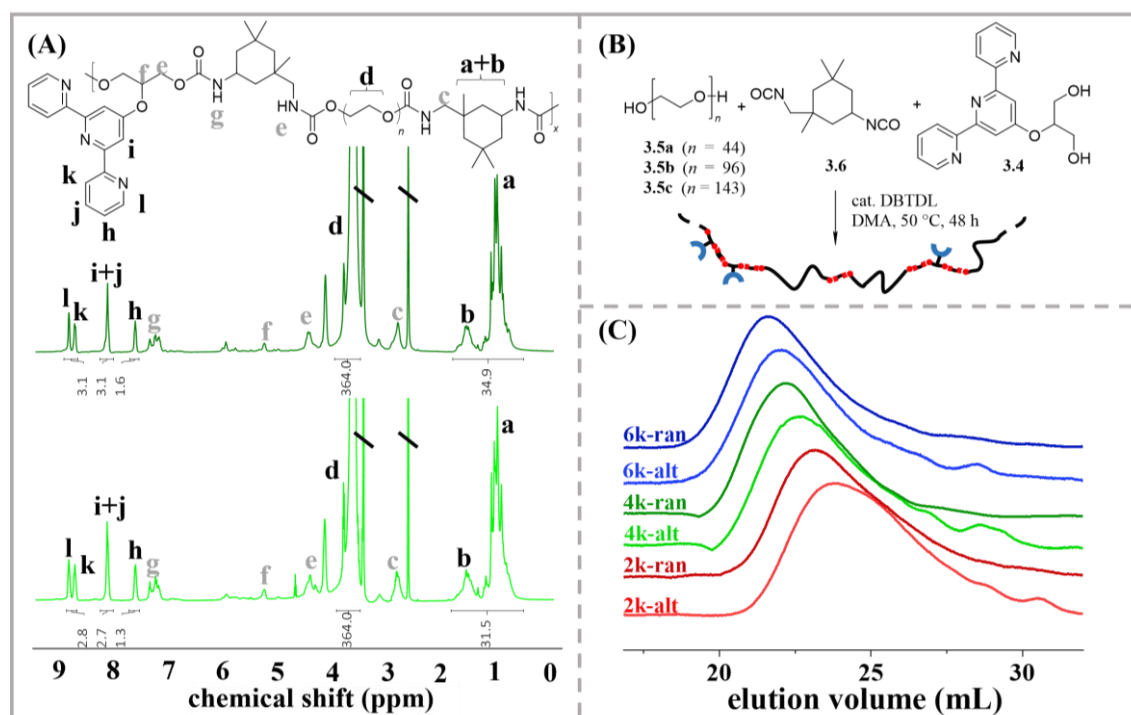 (A)
O
f
e
O
O
N
H
g
N
H
e
O
O
d
O
n
O
O
N
H
c
a+b
H
N
O
x
N
N
O
i
k
N
j
l
h
a
d
i+j
l
k
h
g
f
e
c
b
3.1
3.1
1.6
364.0
34.9
a
d
i+j
l
k
h
g
f
e
c
b
2.8
2.7
1.3
364.0
31.5
9 8 7 6 5 4 3 2 1 0
chemical shift (ppm)
(B)
HO
O
H
n
+
OCN
NCO
+
N
N
N
O
OH
OH
3.5a (n = 44)
3.5b (n = 96)
3.5c (n = 143)
3.6
3.4
cat. DBTDL
DMA, 50 °C, 48 h
(C)
6k-ran
6k-alt
4k-ran
4k-alt
2k-ran
2k-alt
20 25 30
elution volume (mL)